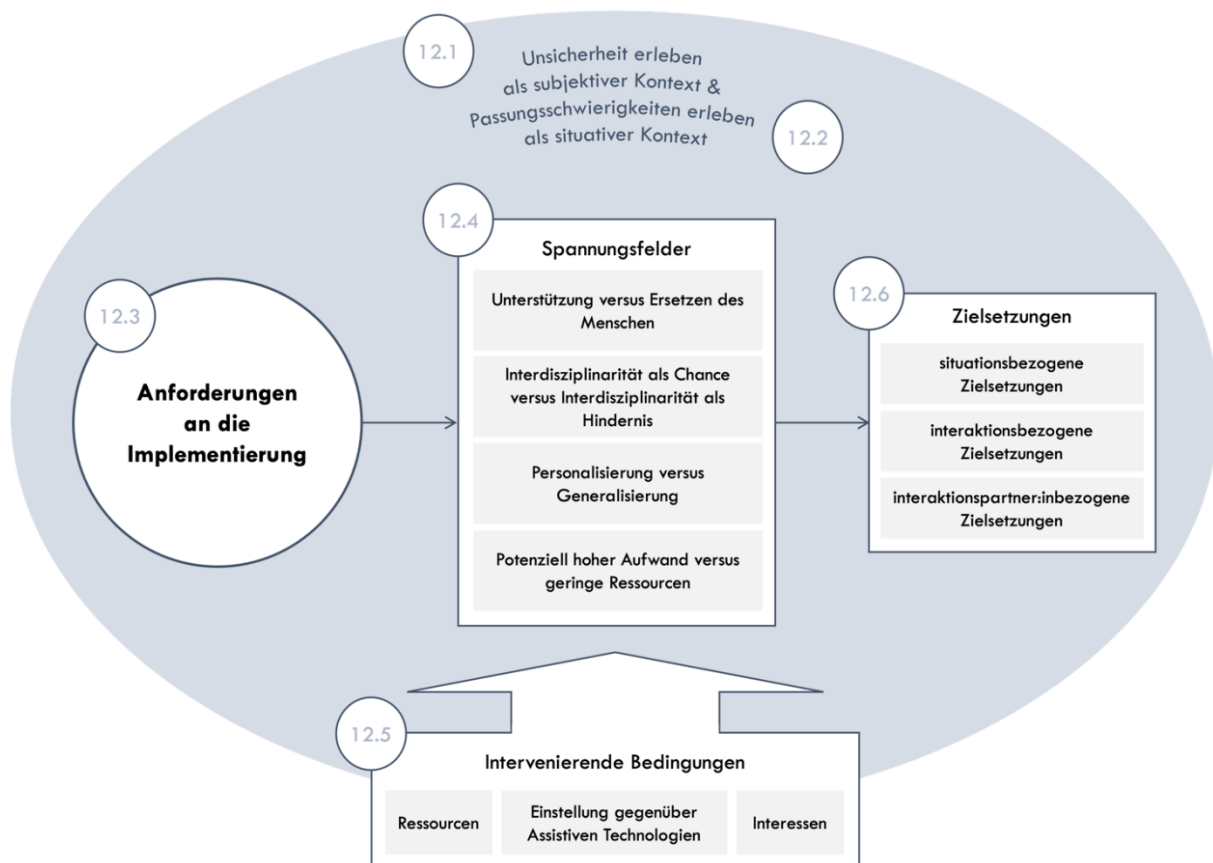 12.1
Unsicherheit erleben
als subjektiver Kontext &
Passungsschwierigkeiten erleben
als situativer Kontext
12.2
12.3
Anforderungen
an die
Implementierung
12.4
Spannungsfelder
Unterstützung versus Ersetzen des
Menschen
Interdisziplinarität als Chance
versus Interdisziplinarität als
Hindernis
Personalisierung versus
Generalisierung
Potenziell hoher Aufwand versus
geringe Ressourcen
12.6
Zielsetzungen
situationsbezogene
Zielsetzungen
interaktionsbezogene
Zielsetzungen
interaktionspartner:inbezogene
Zielsetzungen
12.5
Intervenierende Bedingungen
Ressourcen
Einstellung gegenüber
Assistiven Technologien
Interessen